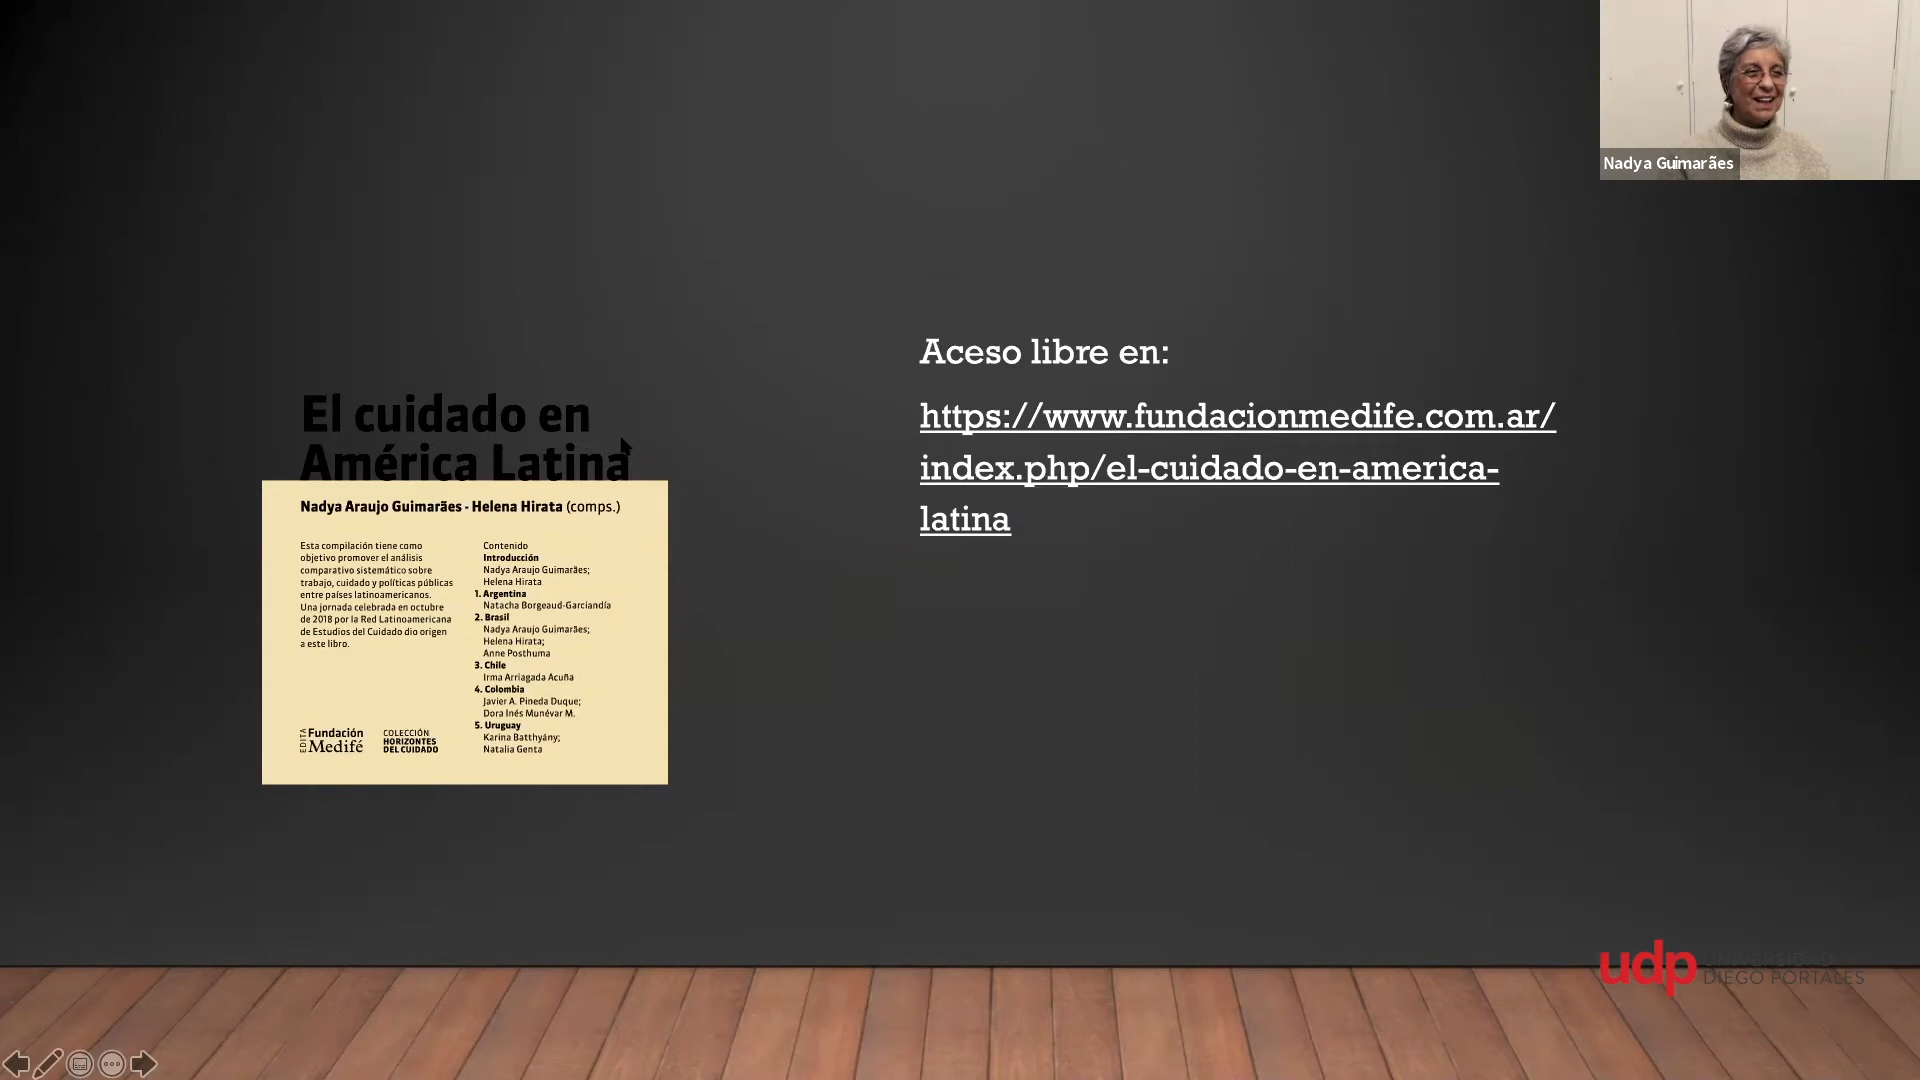 Nadya Guimarães
Aceso libre en:
https://www.fundacionmedife.com.ar/
index.php/el-cuidado-en-america-
latina
El cuidado en
América Latina
Nadya Araujo Guimarães - Helena Hirata (comps.)
Esta compilación tiene como
objetivo promover el análisis
comparativo sistemático sobre
trabajo, cuidado y políticas públicas
entre países latinoamericanos.
Una jornada celebrada en octubre
de 2018 por la Red Latinoamericana
de Estudios del Cuidado dio origen
a este libro.
Contenido
Introducción
Nadya Araujo Guimarães;
Helena Hirata
1. Argentina
Natacha Borgeaud-Garciandía
2. Brasil
Nadya Araujo Guimarães;
Helena Hirata;
Anne Posthuma
3. Chile
Irma Arriagada Acuña
4. Colombia
Javier A. Pineda Duque;
Dora Inés Munévar M.
5. Uruguay
Karina Batthyány;
Natalia Genta
EDITA
Fundación
Medifé
COLECCIÓN
HORIZONTES
DEL CUIDADO
udp
UNIVERSIDAD
DIEGO PORTALES